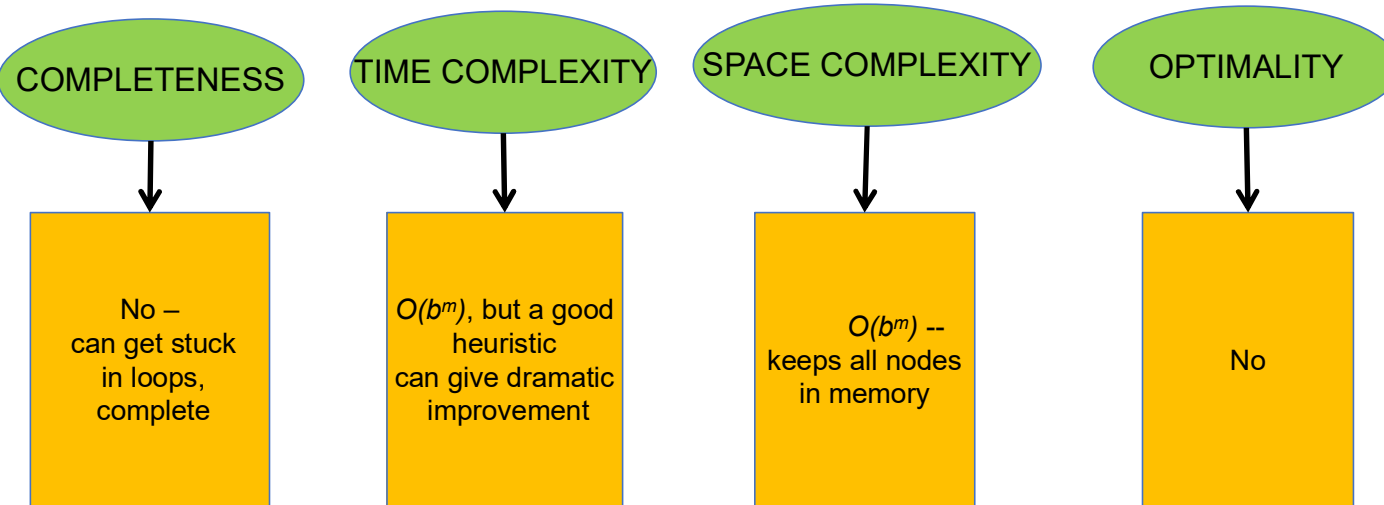 COMPLETENESS
TIME COMPLEXITY
SPACE COMPLEXITY
OPTIMALITY
No –
can get stuck
in loops,
complete
O(bᵐ), but a good
heuristic
can give dramatic
improvement
O(bᵐ) --
keeps all nodes
in memory
No